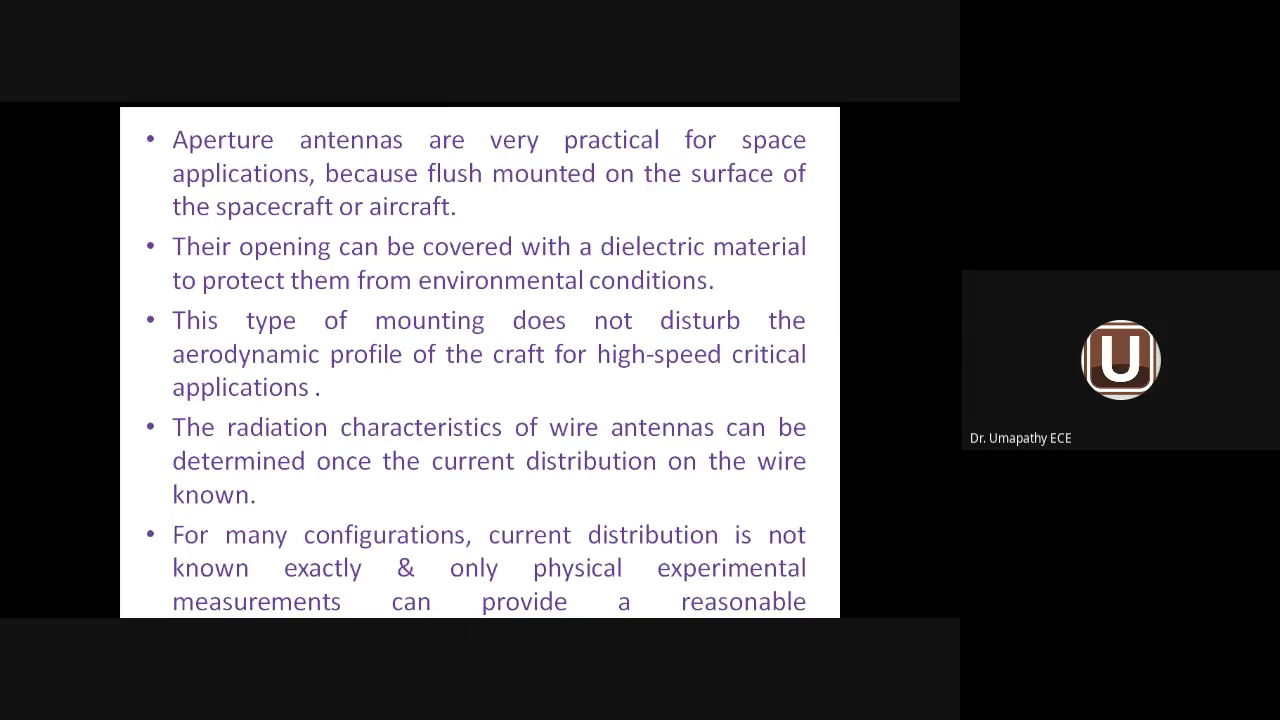 • Aperture antennas are very practical for space
applications, because flush mounted on the surface of
the spacecraft or aircraft.
• Their opening can be covered with a dielectric material
to protect them from environmental conditions.
• This type of mounting does not disturb the
aerodynamic profile of the craft for high-speed critical
applications .
• The radiation characteristics of wire antennas can be
determined once the current distribution on the wire
known.
• For many configurations, current distribution is not
known exactly & only physical experimental
measurements can provide a reasonable
U
Dr. Umapathy ECE